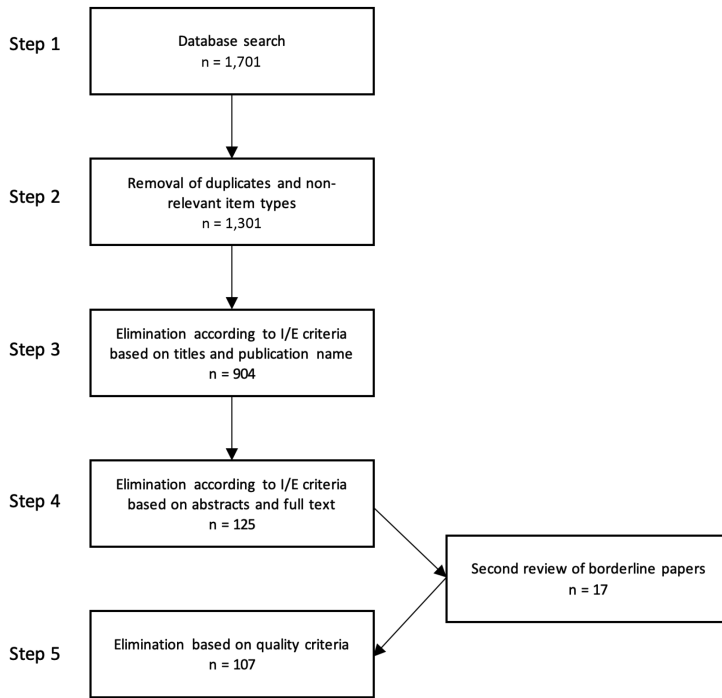 Step 1
Database search
n = 1,701
Step 2
Removal of duplicates and non-
relevant item types
n = 1,301
Step 3
Elimination according to I/E criteria
based on titles and publication name
n = 904
Step 4
Elimination according to I/E criteria
based on abstracts and full text
n = 125
Second review of borderline papers
n = 17
Step 5
Elimination based on quality criteria
n = 107